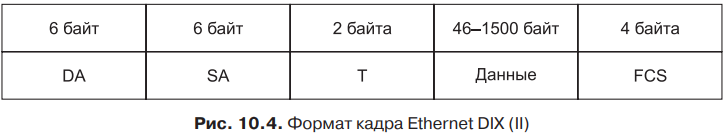 6 байт 6 байт 2 байта 46–1500 байт 4 байта
DA SA T Данные FCS
Рис. 10.4. Формат кадра Ethernet DIX (II)